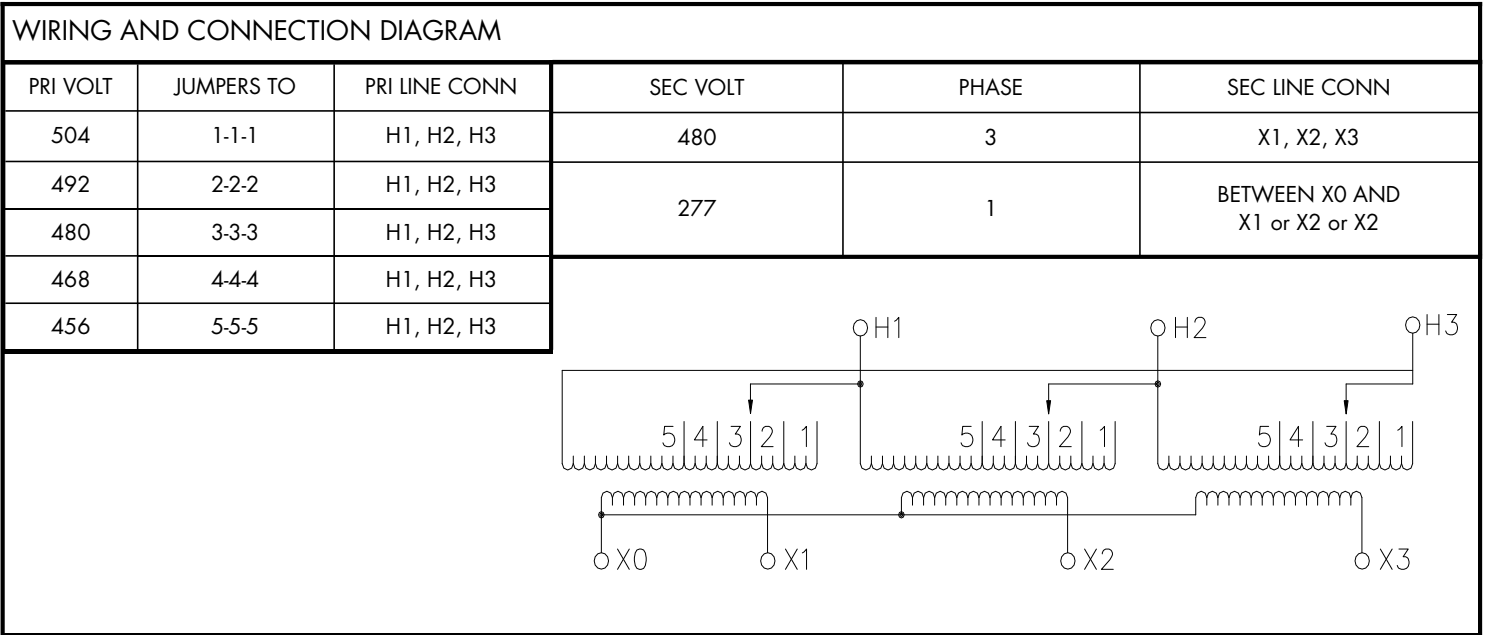 WIRING AND CONNECTION DIAGRAM
PRI VOLT JUMPERS TO PRI LINE CONN SEC VOLT PHASE SEC LINE CONN
504 1-1-1 H1, H2, H3 480 3 X1, X2, X3
492 2-2-2 H1, H2, H3
277 1 BETWEEN X0 AND
X1 or X2 or X2
480 3-3-3 H1, H2, H3
468 4-4-4 H1, H2, H3
456 5-5-5 H1, H2, H3
H1 H2 H3
5 4 3 2 1 5 4 3 2 1 5 4 3 2 1
X0 X1 X2 X3